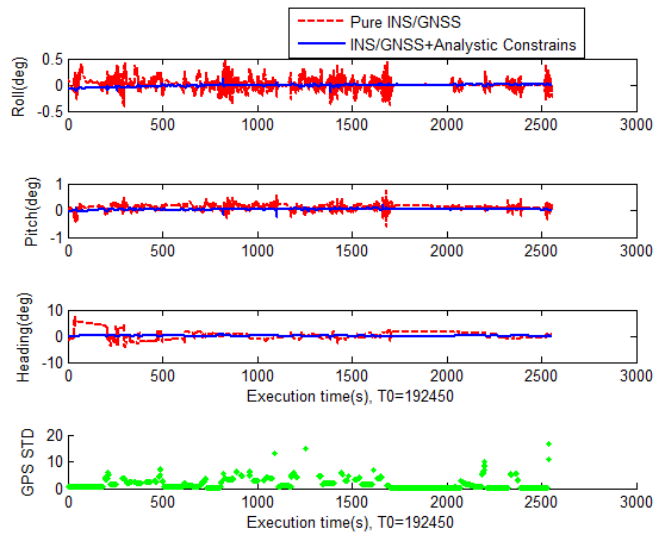 Pure INS/GNSS
INS/GNSS+Analystic Constrains
0.5
0
-0.5
Roll(deg)
0 500 1000 1500 2000 2500 3000
1
0
-1
Pitch(deg)
0 500 1000 1500 2000 2500 3000
10
0
-10
Heading(deg)
0 500 1000 1500 2000 2500 3000
Execution time(s), T0=192450
20
10
0
GPS STD
0 500 1000 1500 2000 2500 3000
Execution time(s), T0=192450